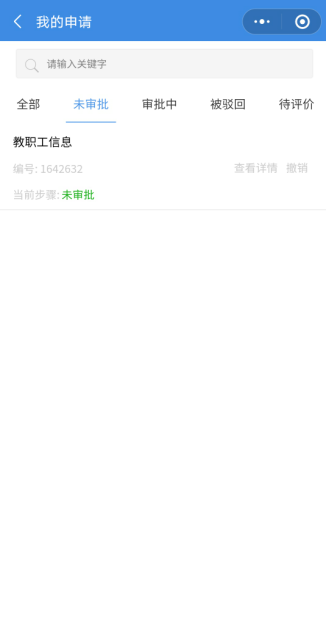 我的申请
请输入关键字
全部 未审批 审批中 被驳回 待评价
教职工信息
编号: 1642632 查看详情 撤销
当前步骤:未审批